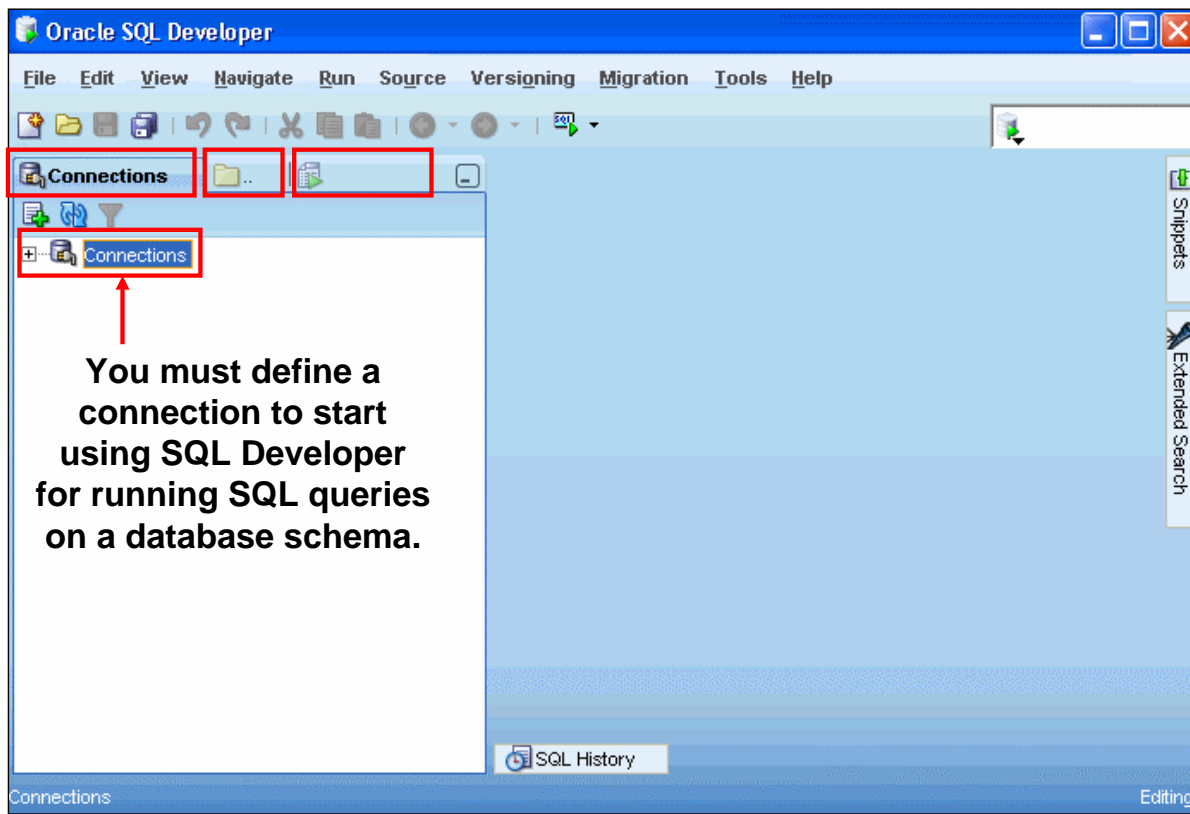 Oracle SQL Developer
File Edit View Navigate Run Source Versioning Migration Tools Help
Connections ..
Connections
You must define a
connection to start
using SQL Developer
for running SQL queries
on a database schema.
Snippets
Extended Search
SQL History
Connections Editing